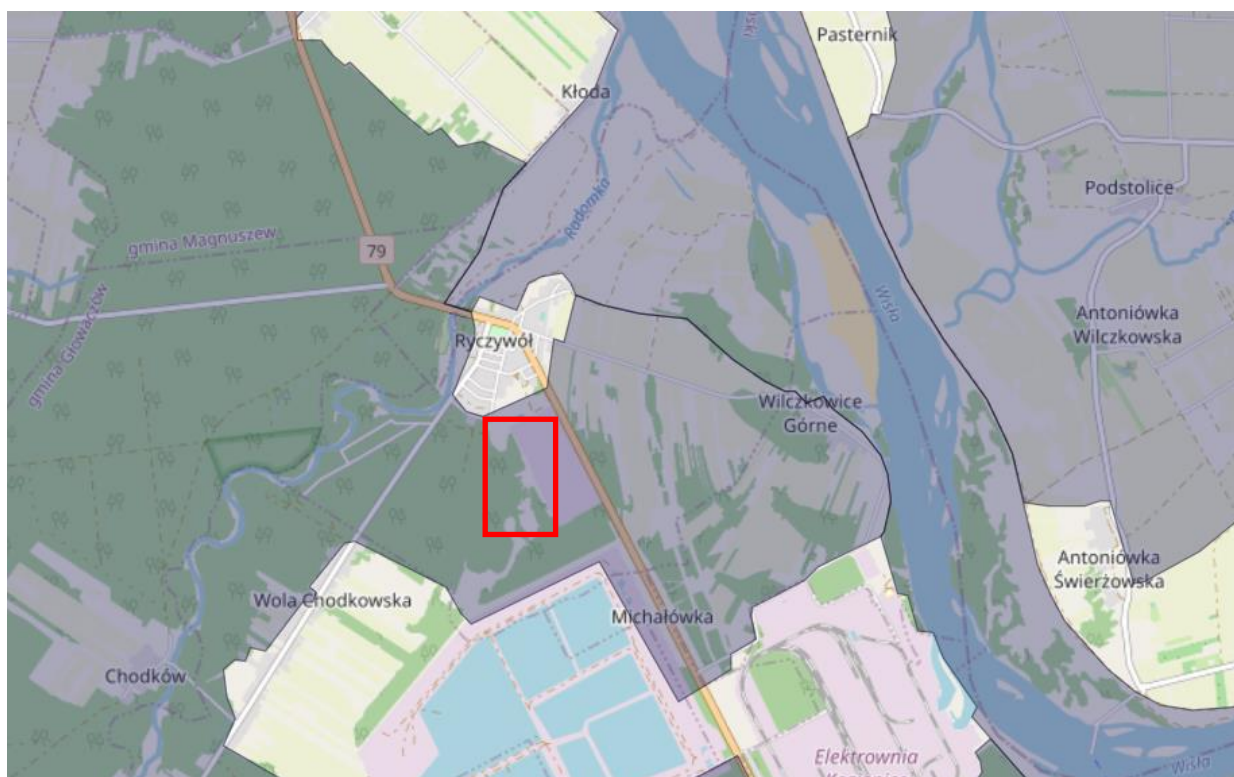 Pasternik
Kłoda
Podstolice
Radomka
gmina Magnuszew
79
Wisła
gmina Głowaczów
Antoniówka
Wilczkowska
Ryczywół
Wilczkowice
Górne
Antoniówka
Świerżowska
Wola Chodkowska
Michałówka
Chodków
Elektrownia
Wisła